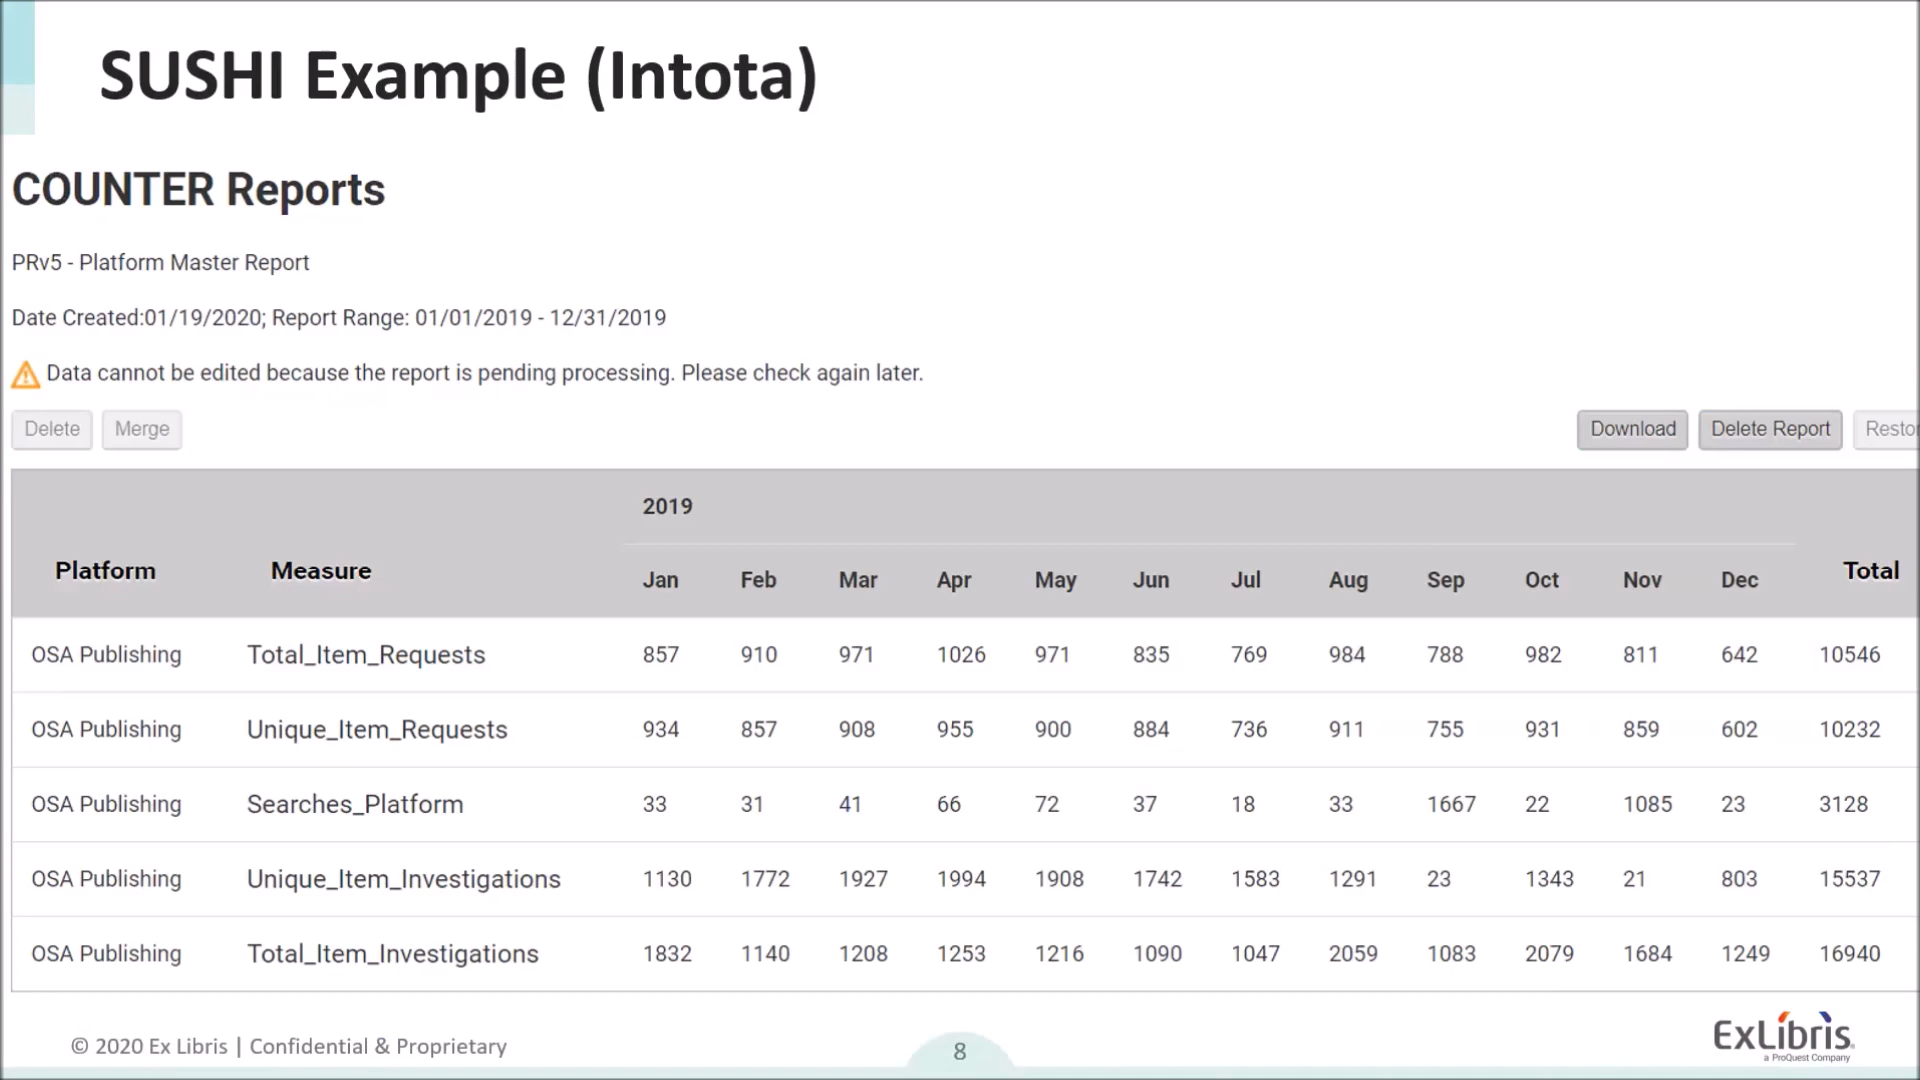 SUSHI Example (Intota)
COUNTER Reports
PRv5 - Platform Master Report
Date Created:01/19/2020; Report Range: 01/01/2019 - 12/31/2019
Data cannot be edited because the report is pending processing. Please check again later.
Delete Merge Download Delete Report Restor
2019
Platform Measure Jan Feb Mar Apr May Jun Jul Aug Sep Oct Nov Dec Total
OSA Publishing Total_Item_Requests 857 910 971 1026 971 835 769 984 788 982 811 642 10546
OSA Publishing Unique_Item_Requests 934 857 908 955 900 884 736 911 755 931 859 602 10232
OSA Publishing Searches_Platform 33 31 41 66 72 37 18 33 1667 22 1085 23 3128
OSA Publishing Unique_Item_Investigations 1130 1772 1927 1994 1908 1742 1583 1291 23 1343 21 803 15537
OSA Publishing Total_Item_Investigations 1832 1140 1208 1253 1216 1090 1047 2059 1083 2079 1684 1249 16940
© 2020 Ex Libris | Confidential & Proprietary
8
ExLibris
a ProQuest Company